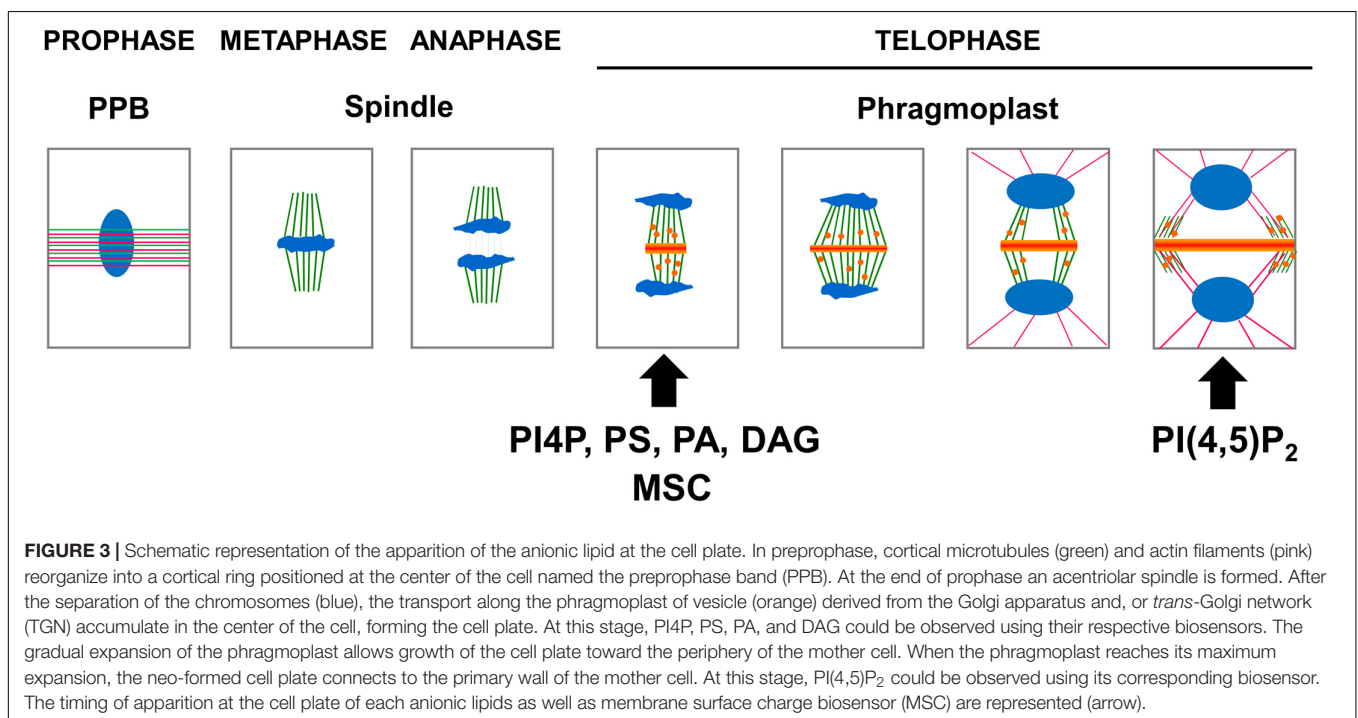 PROPHASE METAPHASE ANAPHASE TELOPHASE
PPB Spindle Phragmoplast
PI4P, PS, PA, DAG PI(4,5)P₂
MSC
FIGURE 3 | Schematic representation of the apparition of the anionic lipid at the cell plate. In preprophase, cortical microtubules (green) and actin filaments (pink)
reorganize into a cortical ring positioned at the center of the cell named the preprophase band (PPB). At the end of prophase an acentriolar spindle is formed. After
the separation of the chromosomes (blue), the transport along the phragmoplast of vesicle (orange) derived from the Golgi apparatus and, or trans-Golgi network
(TGN) accumulate in the center of the cell, forming the cell plate. At this stage, PI4P, PS, PA, and DAG could be observed using their respective biosensors. The
gradual expansion of the phragmoplast allows growth of the cell plate toward the periphery of the mother cell. When the phragmoplast reaches its maximum
expansion, the neo-formed cell plate connects to the primary wall of the mother cell. At this stage, PI(4,5)P₂ could be observed using its corresponding biosensor.
The timing of apparition at the cell plate of each anionic lipids as well as membrane surface charge biosensor (MSC) are represented (arrow).